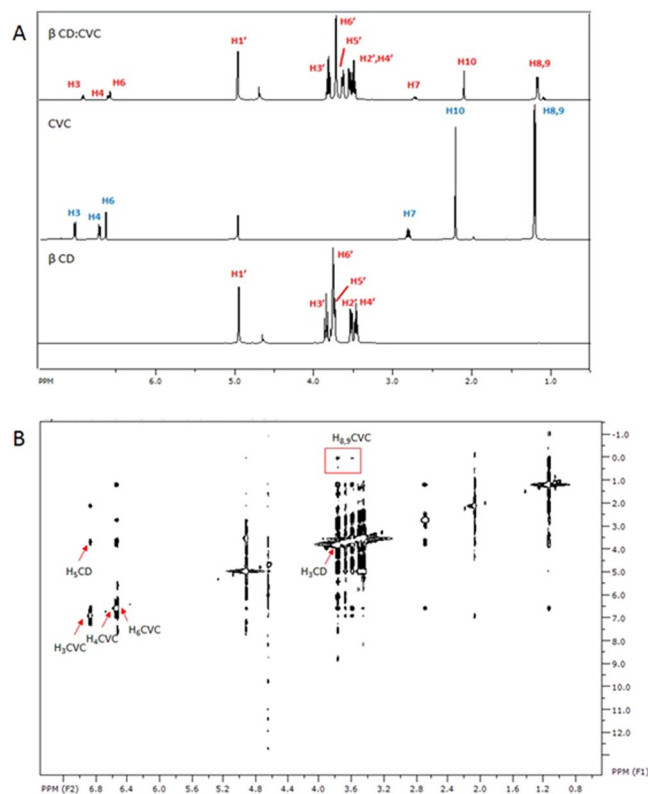 A
β CD:CVC
H3
H4
H6
H1'
H3'
H6'
H5'
H2',H4'
H7
H10
H8,9
CVC
H3
H4
H6
H7
H10
H8,9
β CD
H1'
H3'
H6'
H5'
H2'
H4'
PPM 6.0 5.0 4.0 3.0 2.0 1.0
B
H8,9CVC
H5CD
H3CD
H3CVC
H4CVC
H6CVC
-1.0
0.0
1.0
2.0
3.0
4.0
5.0
6.0
7.0
8.0
9.0
10.0
11.0
12.0
PPM (F1)
PPM (F2) 6.8 6.4 6.0 5.6 5.2 4.8 4.4 4.0 3.6 3.2 2.8 2.4 2.0 1.6 1.2 0.8